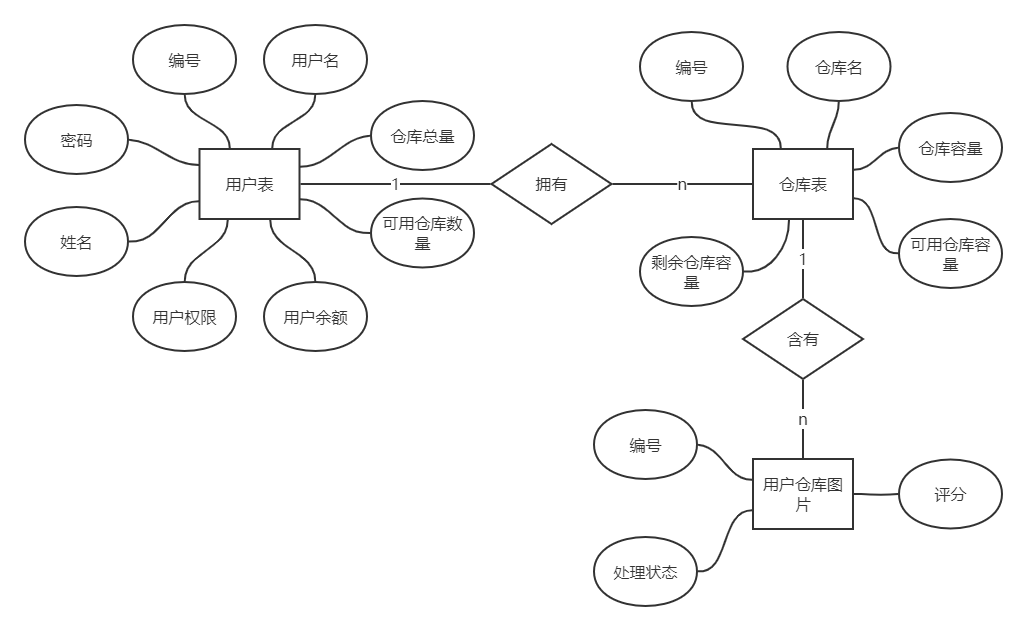 编号
用户名
密码
仓库总量
用户表
1
拥有
n
可用仓库数
量
姓名
用户权限
用户余额
编号
仓库名
仓库容量
仓库表
剩余仓库容
量
1
可用仓库容
量
含有
n
编号
用户仓库图
片
评分
处理状态